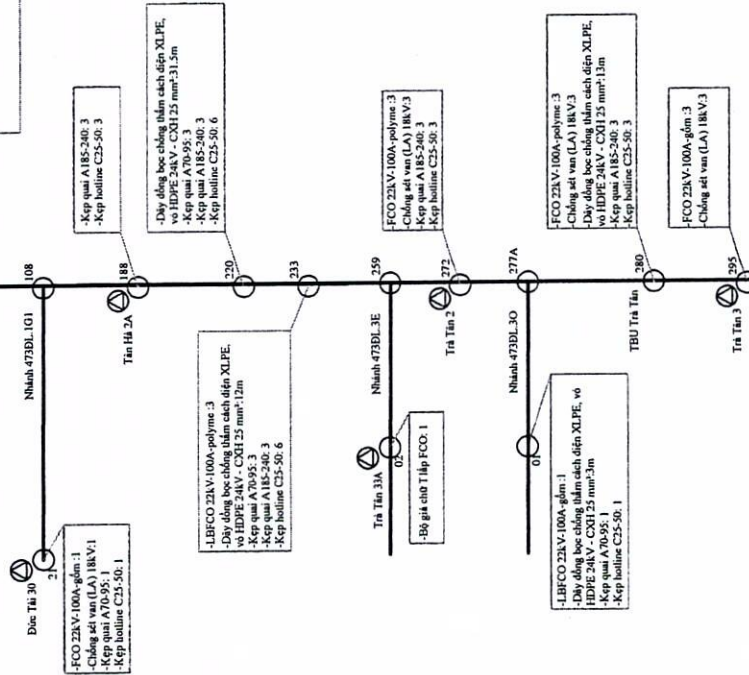 108
Nhánh 473ĐL.1G1
Đức Tài 30
21
-FCO 22kV-100A-gốm :1
-Chống sét van (LA) 18kV:1
-Kẹp quai A70-95: 1
-Kẹp hotline C25-50: 1
188
Tân Hà 2A
-Kẹp quai A185-240: 3
-Kẹp hotline C25-50: 3
220
-Dây đồng bọc chống thấm cách điện XLPE,
vỏ HDPE 24kV - CXH 25 mm²:31.5m
-Kẹp quai A70-95: 3
-Kẹp quai A185-240: 3
-Kẹp hotline C25-50: 6
233
-LBFCO 22kV-100A-polyme :3
-Dây đồng bọc chống thấm cách điện XLPE,
vỏ HDPE 24kV - CXH 25 mm²:12m
-Kẹp quai A70-95: 3
-Kẹp quai A185-240: 3
-Kẹp hotline C25-50: 6
259
Nhánh 473ĐL.3E
Trà Tân 33A
02
-Bộ giá chữ T lắp FCO: 1
272
Trà Tân 2
-FCO 22kV-100A-polyme :3
-Chống sét van (LA) 18kV:3
-Kẹp quai A185-240: 3
-Kẹp hotline C25-50: 3
277A
Nhánh 473ĐL.3O
01
-LBFCO 22kV-100A-gốm :1
-Dây đồng bọc chống thấm cách điện XLPE, vỏ
HDPE 24kV - CXH 25 mm²:3m
-Kẹp quai A70-95: 1
-Kẹp hotline C25-50: 1
280
TBU Trà Tân
-FCO 22kV-100A-polyme :3
-Chống sét van (LA) 18kV:3
-Dây đồng bọc chống thấm cách điện XLPE,
vỏ HDPE 24kV - CXH 25 mm²:13m
-Kẹp quai A185-240: 3
-Kẹp hotline C25-50: 3
295
Trà Tân 3
-FCO 22kV-100A-gốm :3
-Chống sét van (LA) 18kV:3